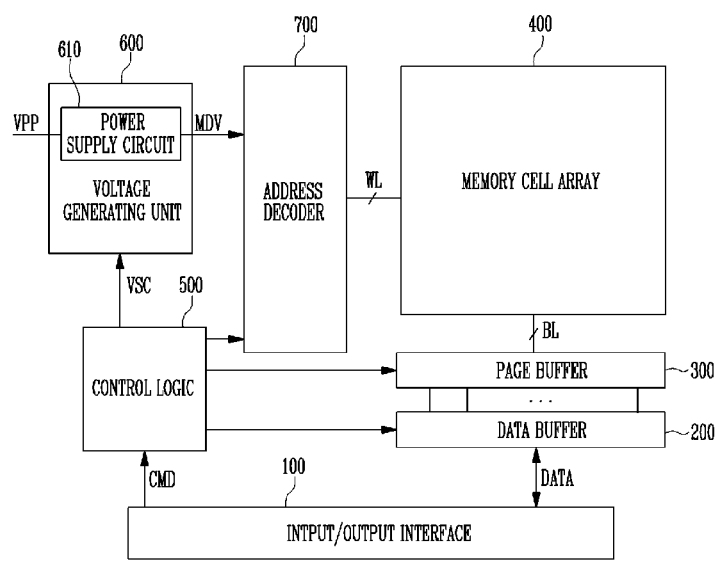 700
400
600
610
VPP
POWER
SUPPLY CIRCUIT
MDV
VOLTAGE
GENERATING UNIT
ADDRESS
DECODER
WL
MEMORY CELL ARRAY
VSC
500
BL
CONTROL LOGIC
PAGE BUFFER
300
...
DATA BUFFER
200
CMD
100
DATA
INTPUT/OUTPUT INTERFACE